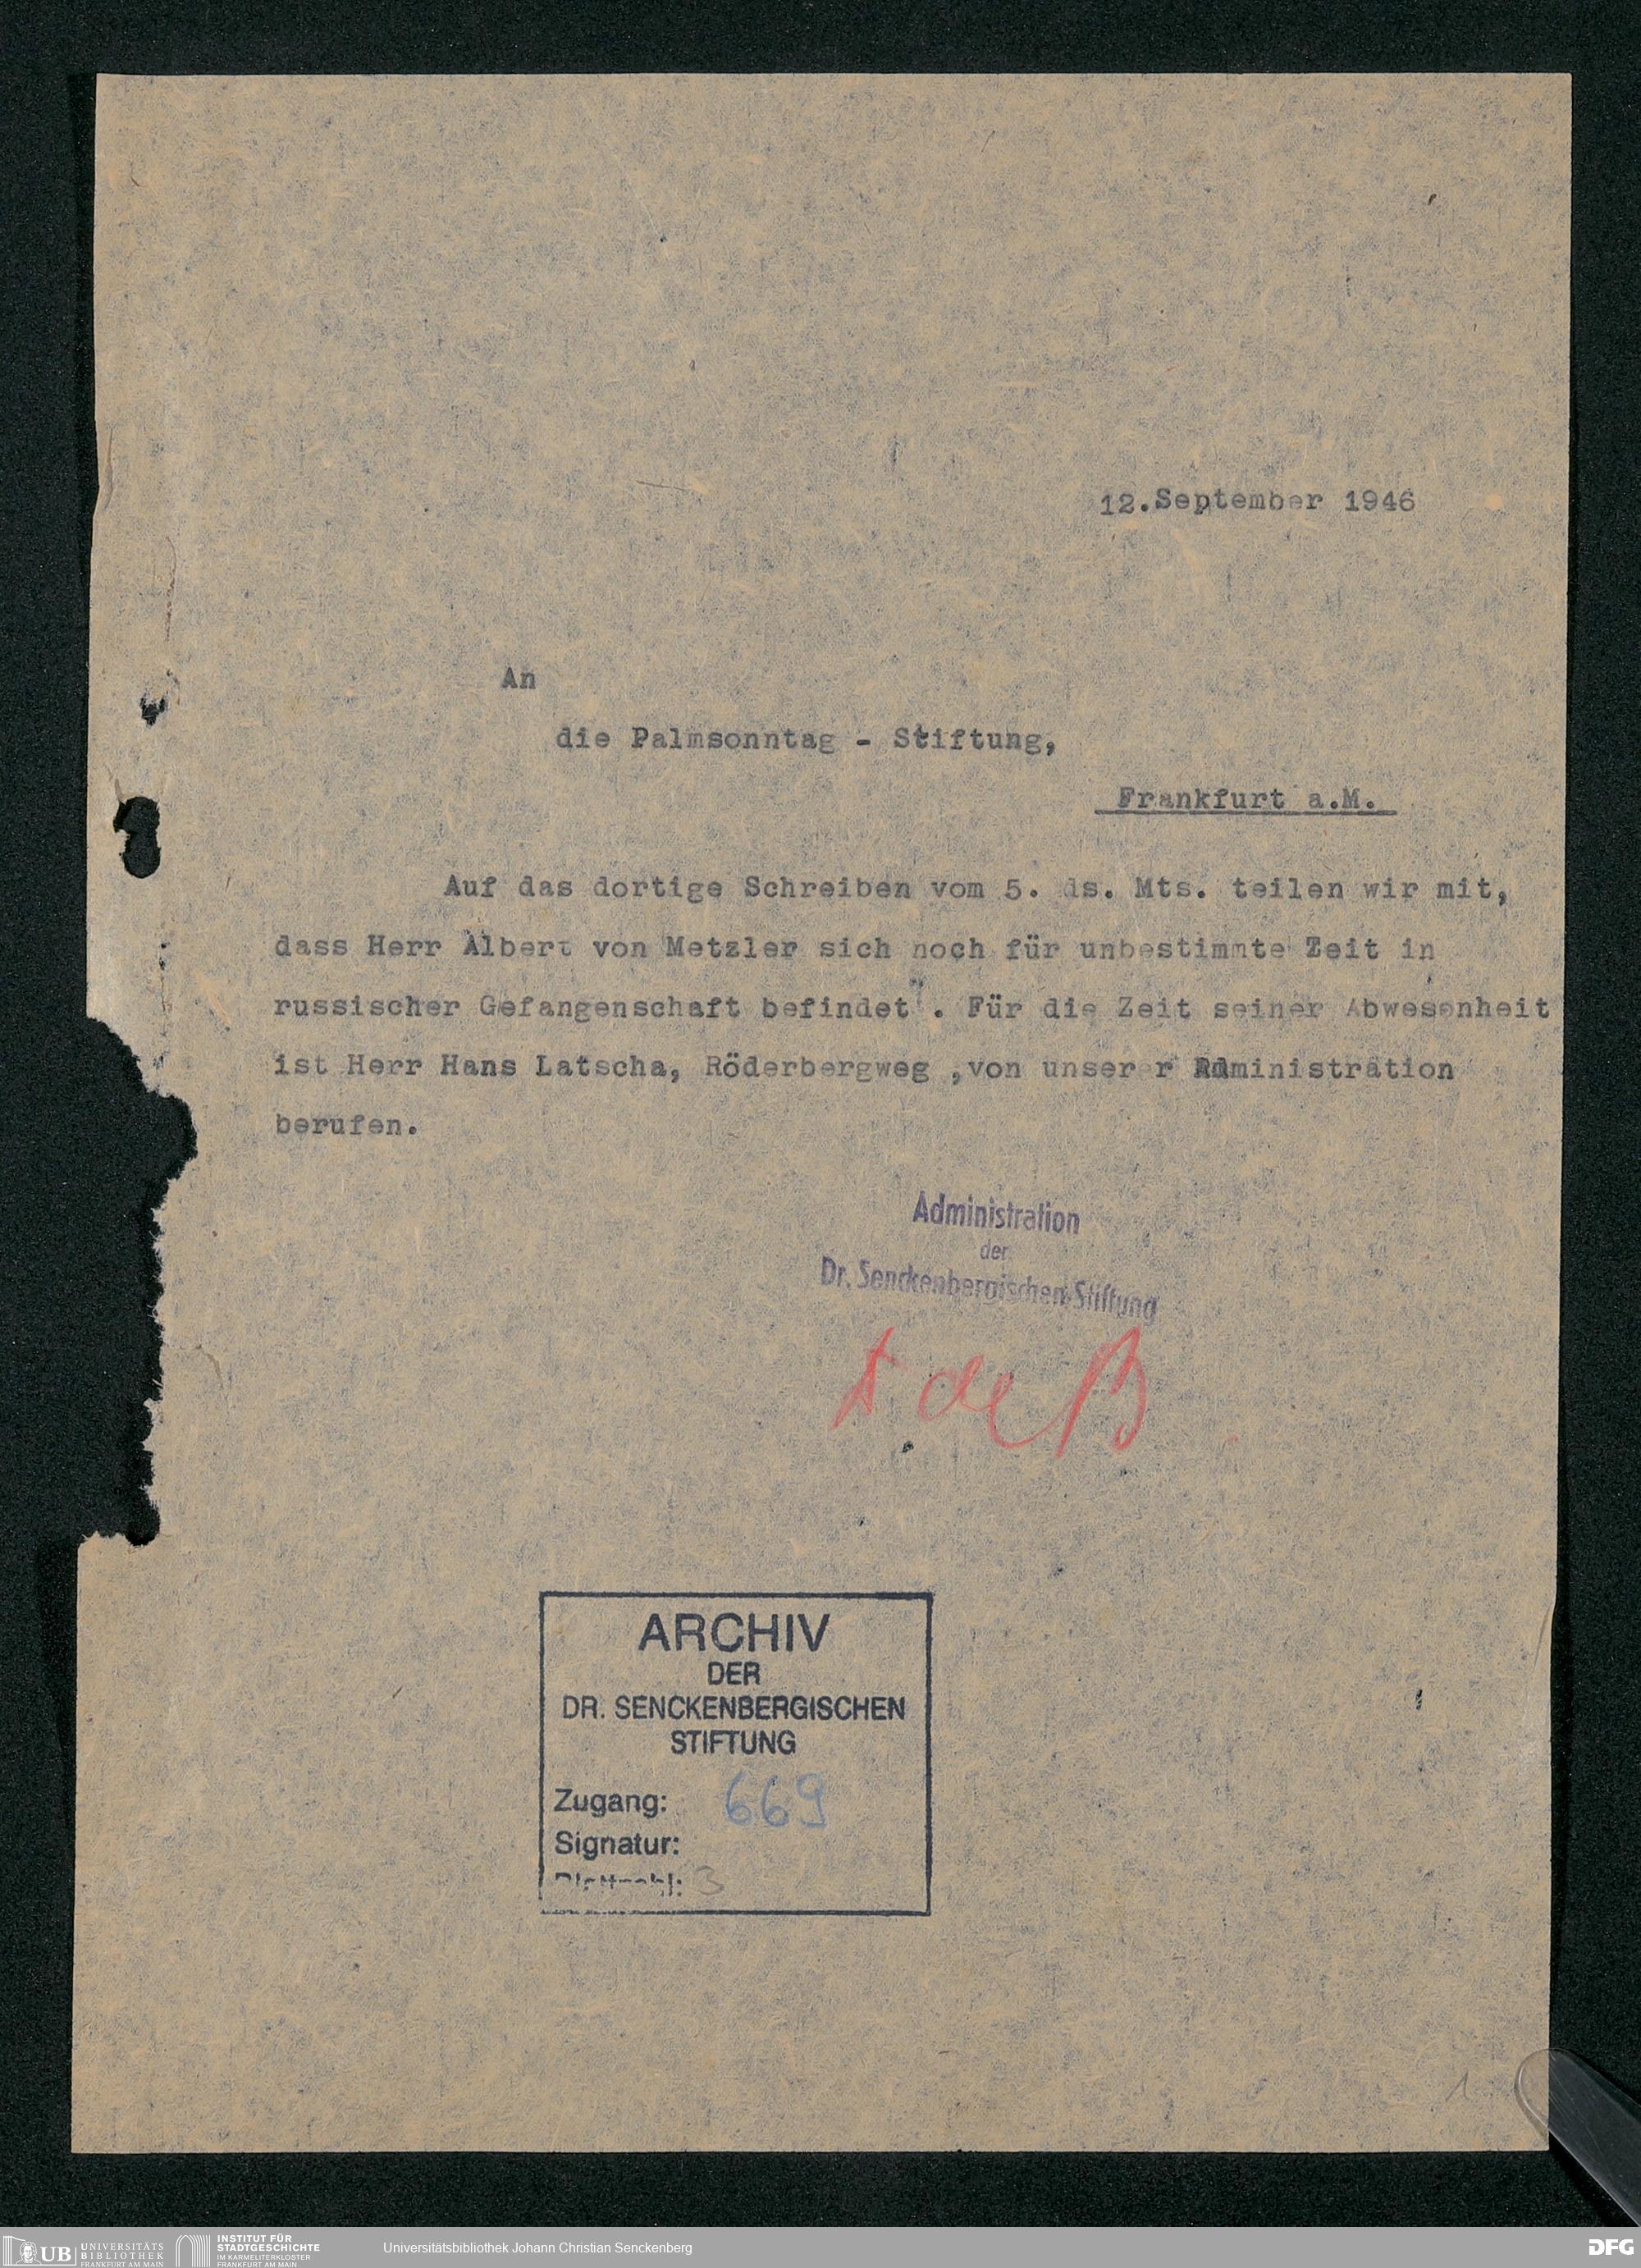 12.September 1946
An
die Palmsonntag - Stiftung,
Frankfurt a.M.
Auf das dortige Schreiben vom 5. ds. Mts. teilen wir mit,
dass Herr Albert von Metzler sich noch für unbestimmte Zeit in
russischer Gefangenschaft befindet . Für die Zeit seiner Abwesenheit
ist Herr Hans Latscha, Röderbergweg ,von unserer Administration
berufen.
Administration
der
Dr. Senckenbergischen Stiftung
de B
ARCHIV
DER
DR. SENCKENBERGISCHEN
STIFTUNG
Zugang: 669
Signatur:
Blattzahl: 3
1
UB UNIVERSITÄTS
BIBLIOTHEK
FRANKFURT AM MAIN
INSTITUT FÜR
STADTGESCHICHTE
IM KARMELITERKLOSTER
FRANKFURT AM MAIN
Universitätsbibliothek Johann Christian Senckenberg
DFG